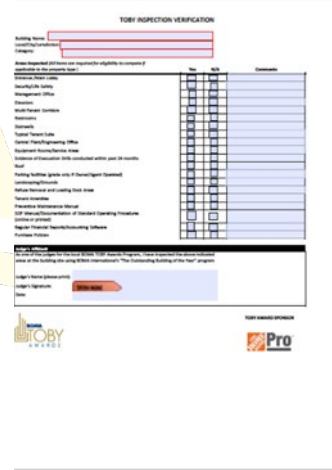 TOBY INSPECTION VERIFICATION
Building Name:
Local/City/Jurisdiction:
Category:
Areas Inspected (All items are required for eligibility to compete if
applicable to the property type.)
Yes N/A Comments
Entrance /Main Lobby
Security/Life Safety
Management Office
Elevators
Multi-Tenant Corridors
Restrooms
Stairwells
Typical Tenant Suite
Central Plant/Engineering Office
Equipment Rooms/Service Areas
Evidence of Evacuation Drills conducted within past 24 months
Roof
Parking facilities (grade only if Owned/Agent Operated)
Landscaping/Grounds
Refuse Removal and Loading Dock Areas
Tenant Amenities
Preventive Maintenance Manual
SOP Manual/Documentation of Standard Operating Procedures
(online or printed)
Regular Financial Reports/Accounting Software
Purchase Policies
Judge's Affidavit
As one of the judges for the local BOMA TOBY Awards Program, I have inspected the above indicated
areas at the building site using BOMA International's "The Outstanding Building of the Year" program
Judge's Name (please print):
Judge's Signature:
Date:
BOMA
TOBY
AWARDS
TOBY AWARD SPONSOR
Pro